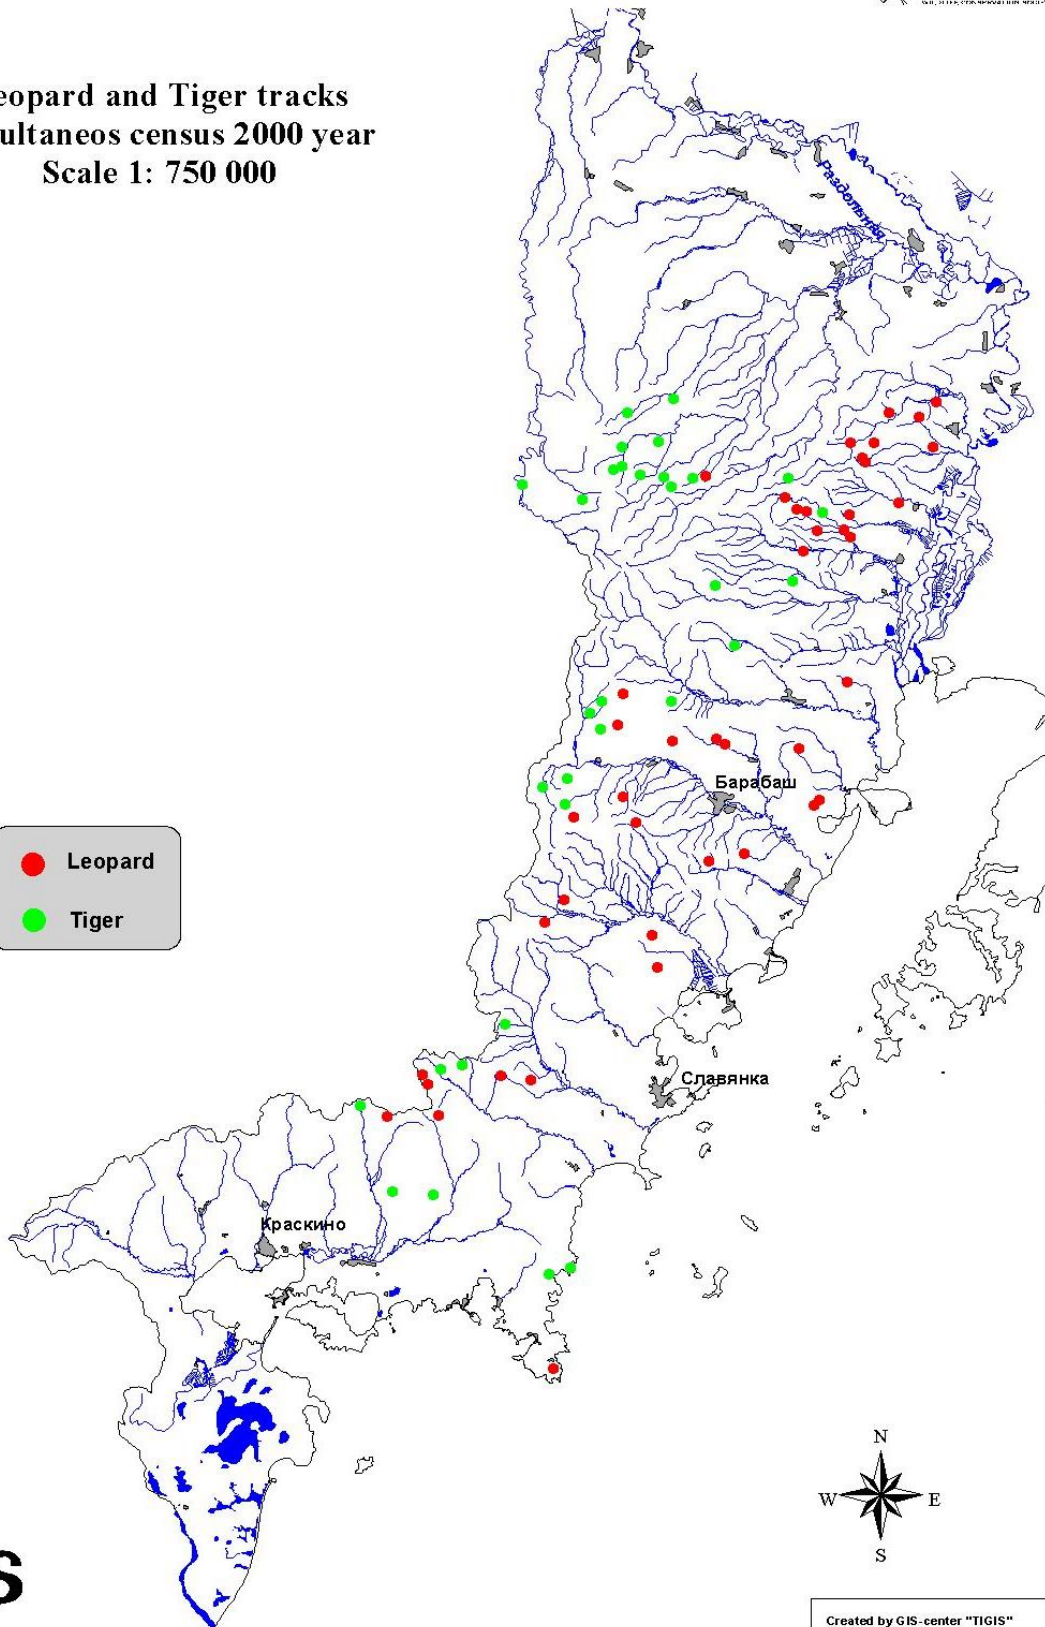 eopard and Tiger tracks
ultaneos census 2000 year
Scale 1: 750 000
Раздольная
Барабаш
Leopard
Tiger
Славянка
Краскино
N
W E
S
S
Created by GIS-center "TIGIS"